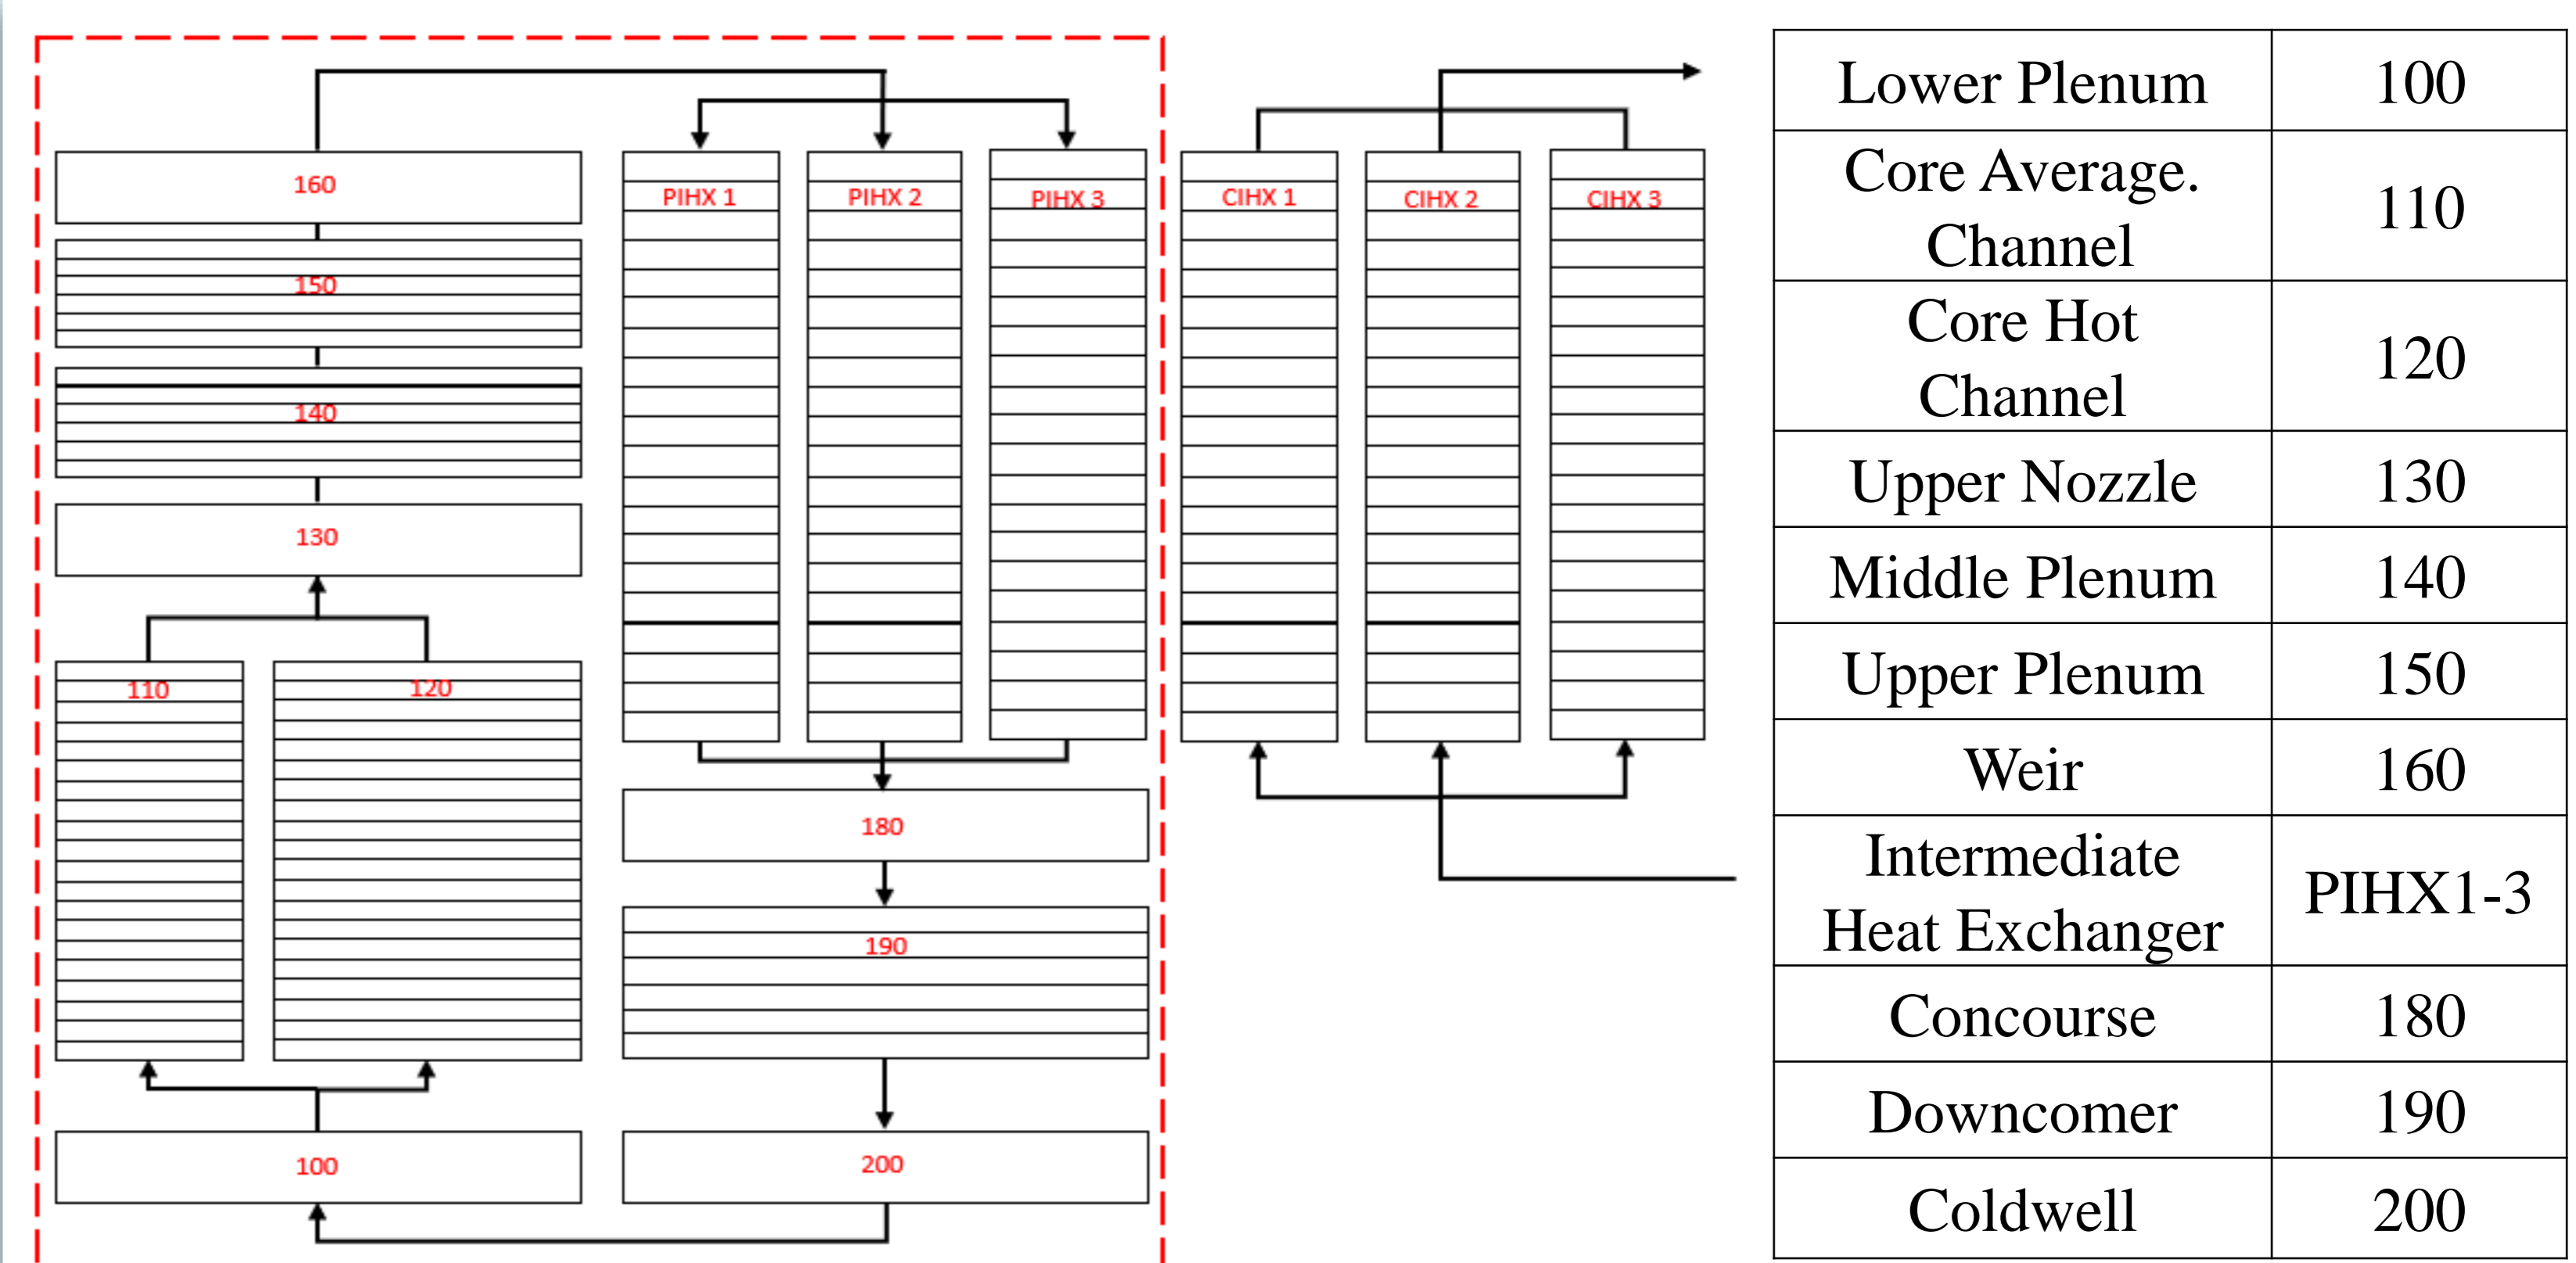 160
150
140
130
110
120
100
PIHX 1
PIHX 2
PIHX 3
180
190
200
CIHX 1
CIHX 2
CIHX 3
Lower Plenum 100
Core Average.
Channel
110
Core Hot
Channel
120
Upper Nozzle 130
Middle Plenum 140
Upper Plenum 150
Weir 160
Intermediate
Heat Exchanger
PIHX1-3
Concourse 180
Downcomer 190
Coldwell 200